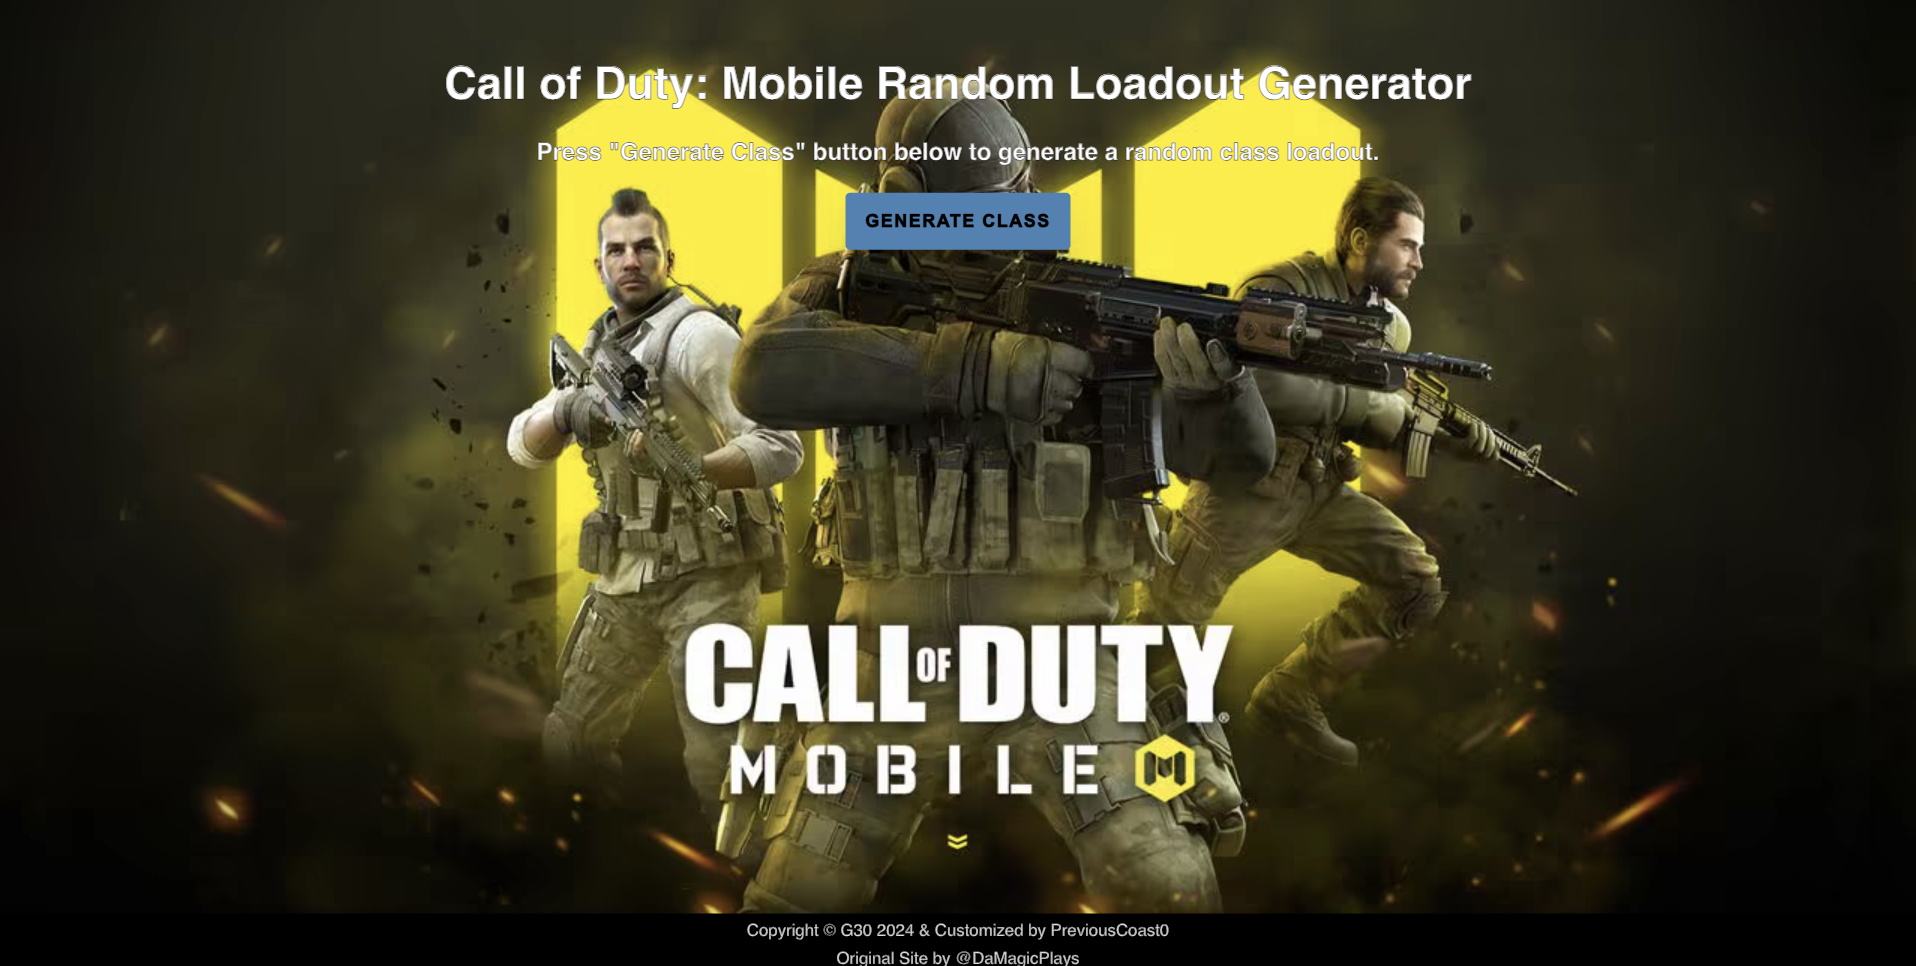 Call of Duty: Mobile Random Loadout Generator
Press "Generate Class" button below to generate a random class loadout.
GENERATE CLASS
CALL OF DUTY®
MOBILE
Copyright © G30 2024 & Customized by PreviousCoast0
Original Site by @DaMagicPlays